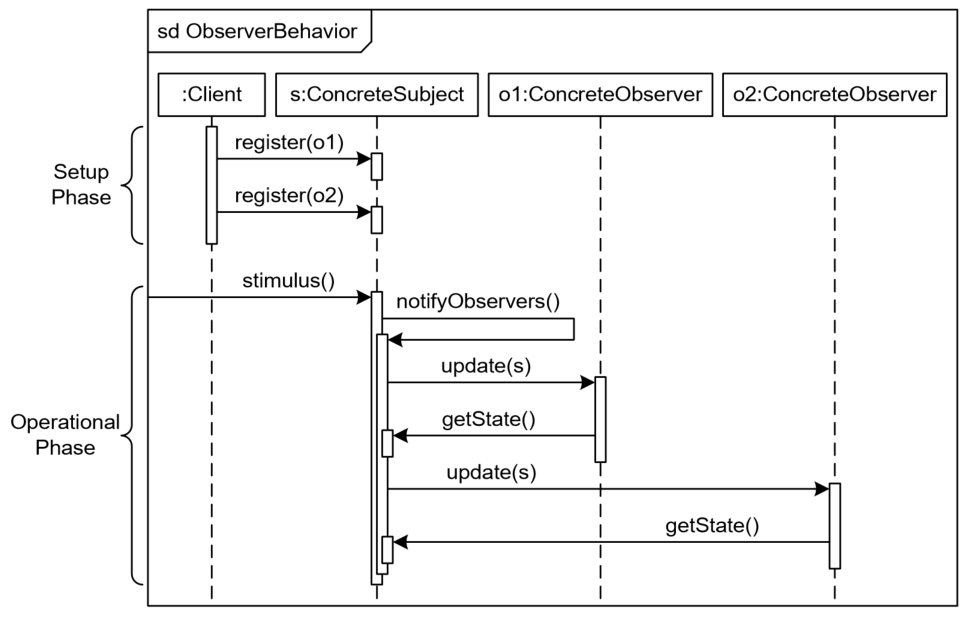 sd ObserverBehavior
:Client
s:ConcreteSubject
o1:ConcreteObserver
o2:ConcreteObserver
Setup
Phase
register(o1)
register(o2)
stimulus()
notifyObservers()
update(s)
Operational
Phase
getState()
update(s)
getState()